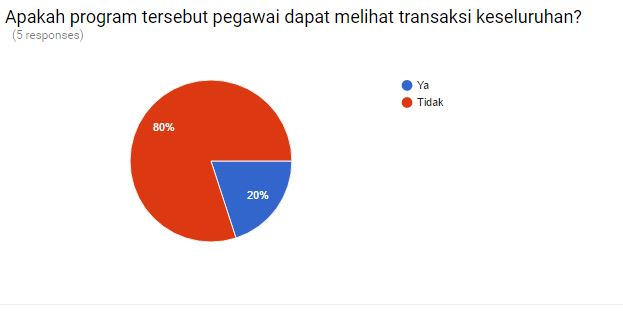 Apakah program tersebut pegawai dapat melihat transaksi keseluruhan?
(5 responses)
Ya
Tidak
80%
20%